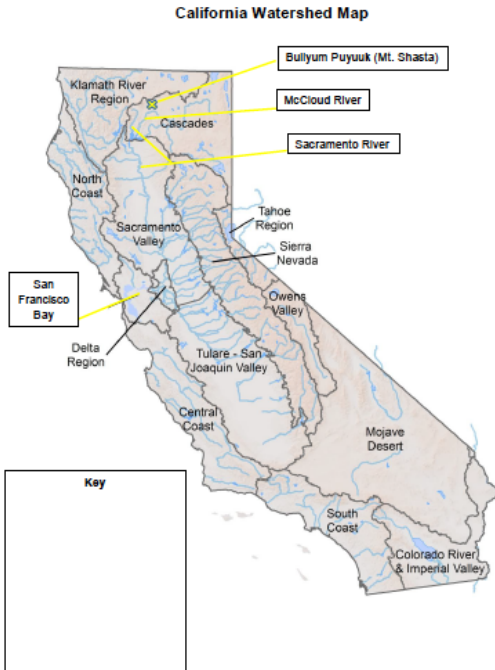 California Watershed Map
Bullyum Puyuuk (Mt. Shasta)
Klamath River
Region
McCloud River
Cascades
Sacramento River
North
Coast
Tahoe
Region
Sacramento
Valley
Sierra
Nevada
San
Francisco
Bay
Owens
Valley
Delta
Region
Tulare - San
Joaquin Valley
Central
Coast
Mojave
Desert
Key
South
Coast
Colorado River
& Imperial Valley